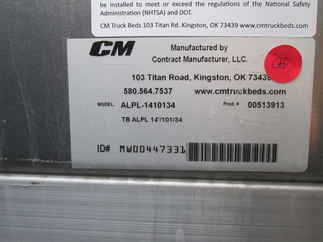 be installed to meet or exceed the regulations of the National Safety
Administration (NHTSA) and DOT.
CM Truck Beds 103 Titan Rd. Kingston, OK 73439 www.cmtruckbeds.com
CM
Manufactured by
Contract Manufacturer, LLC.
103 Titan Road, Kingston, OK 73439
580.564.7537 www.cmtruckbeds.com
MODEL ALPL-1410134 Prod # 00513913
TB ALPL 14'/101/34
ID# MW00447331